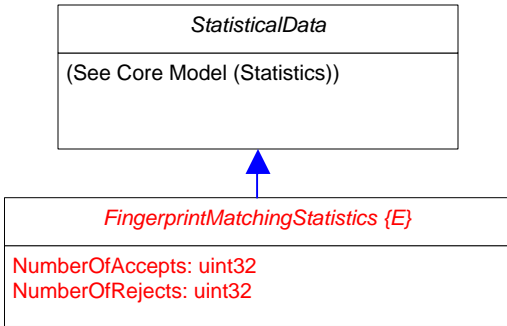 StatisticalData
(See Core Model (Statistics))
FingerprintMatchingStatistics {E}
NumberOfAccepts: uint32
NumberOfRejects: uint32